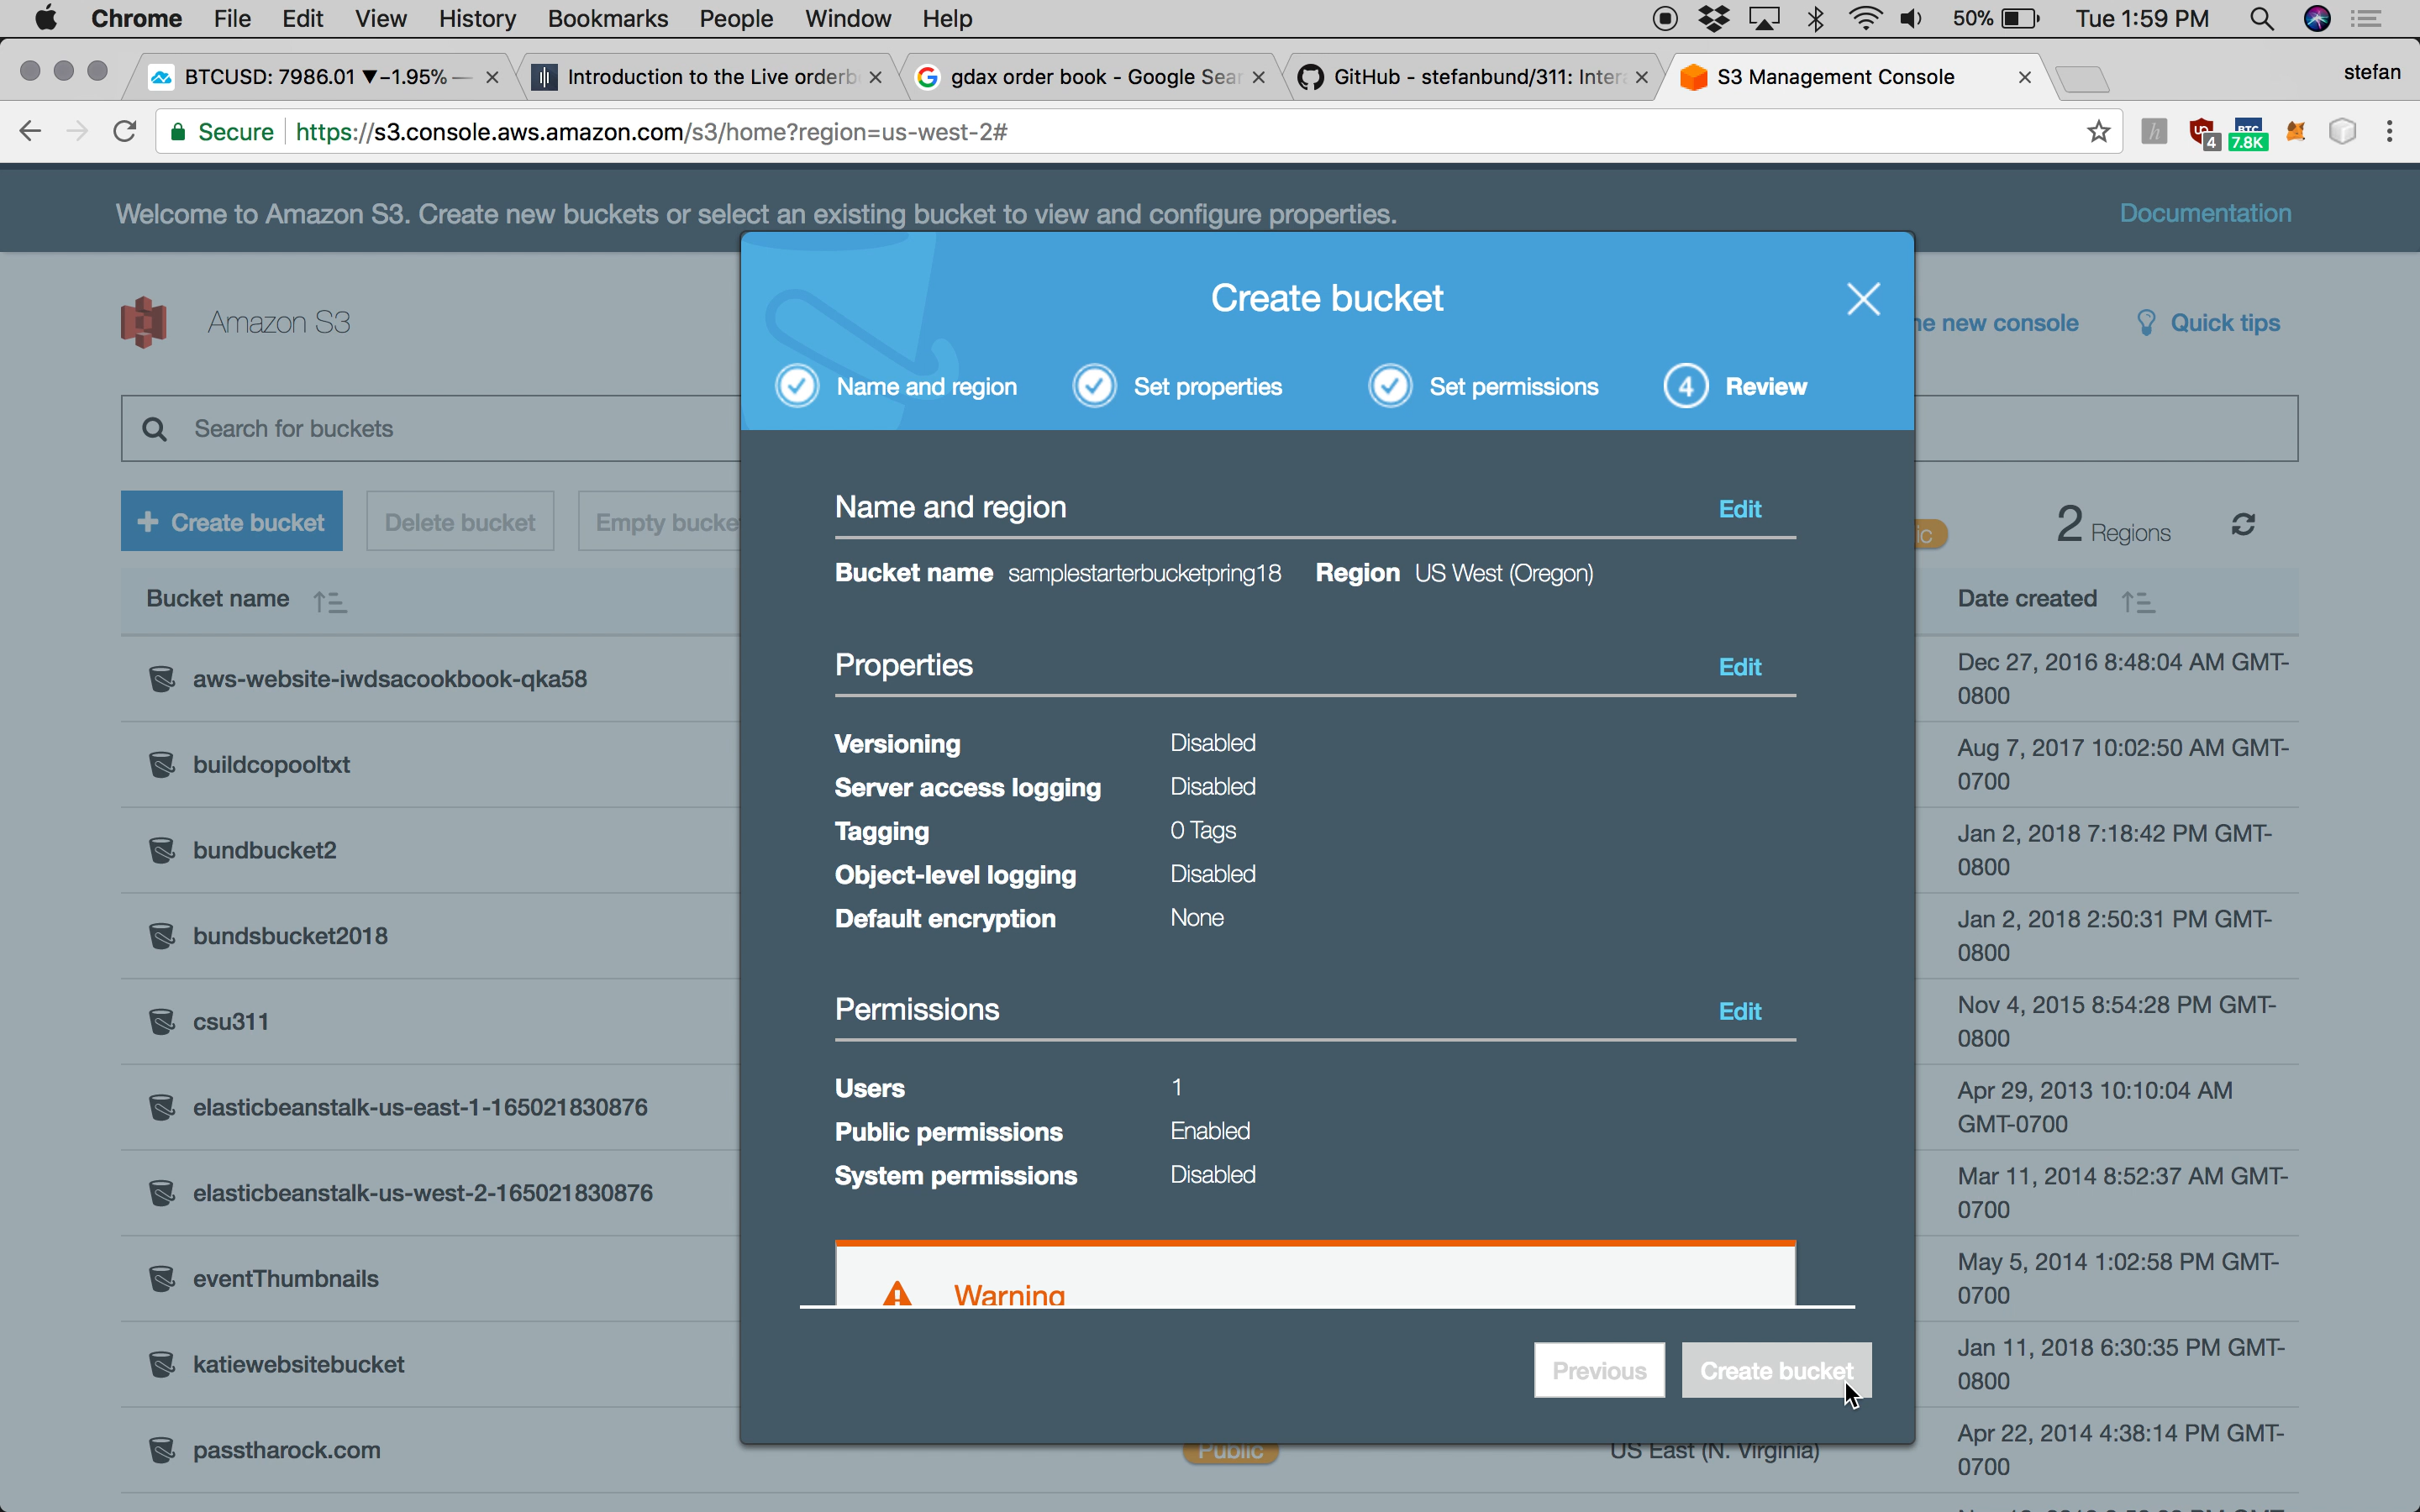 Chrome File Edit View History Bookmarks People Window Help 50% Tue 1:59 PM
BTCUSD: 7986.01 ▼−1.95% Introduction to the Live orderb gdax order book - Google Sear GitHub - stefanbund/311: Inter S3 Management Console stefan
Secure https://s3.console.aws.amazon.com/s3/home?region=us-west-2# h 4 BTC 7.8K
Welcome to Amazon S3. Create new buckets or select an existing bucket to view and configure properties. Documentation
Create bucket
Amazon S3 new console Quick tips
Name and region Set properties Set permissions 4 Review
Search for buckets
+ Create bucket Delete bucket Empty bucke 2 Regions
Name and region Edit
Bucket name samplestarterbucketpring18 Region US West (Oregon)
Bucket name Date created
Properties Edit
aws-website-iwdsacookbook-qka58 Dec 27, 2016 8:48:04 AM GMT-
0800
Versioning Disabled
buildcopooltxt Aug 7, 2017 10:02:50 AM GMT-
0700
Server access logging Disabled
Tagging 0 Tags
bundbucket2 Jan 2, 2018 7:18:42 PM GMT-
0800
Object-level logging Disabled
Default encryption None
bundsbucket2018 Jan 2, 2018 2:50:31 PM GMT-
0800
Permissions Edit
csu311 Nov 4, 2015 8:54:28 PM GMT-
0800
Users 1
elasticbeanstalk-us-east-1-165021830876 Apr 29, 2013 10:10:04 AM
GMT-0700
Public permissions Enabled
System permissions Disabled
elasticbeanstalk-us-west-2-165021830876 Mar 11, 2014 8:52:37 AM GMT-
0700
eventThumbnails May 5, 2014 1:02:58 PM GMT-
0700
Warning
katiewebsitebucket Jan 11, 2018 6:30:35 PM GMT-
0800
Previous Create bucket
passtharock.com Public US East (N. Virginia) Apr 22, 2014 4:38:14 PM GMT-
0700